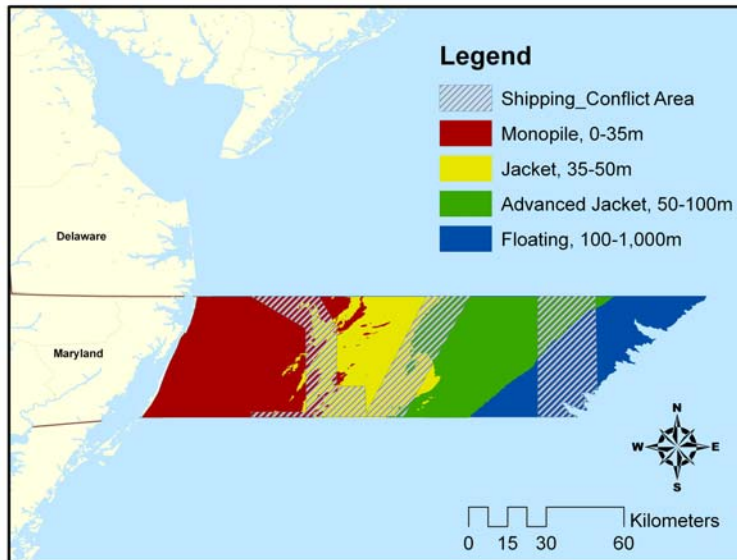 Legend
Shipping_Conflict Area
Monopile, 0-35m
Jacket, 35-50m
Advanced Jacket, 50-100m
Floating, 100-1,000m
Delaware
Maryland
N
W E
S
Kilometers
0 15 30 60